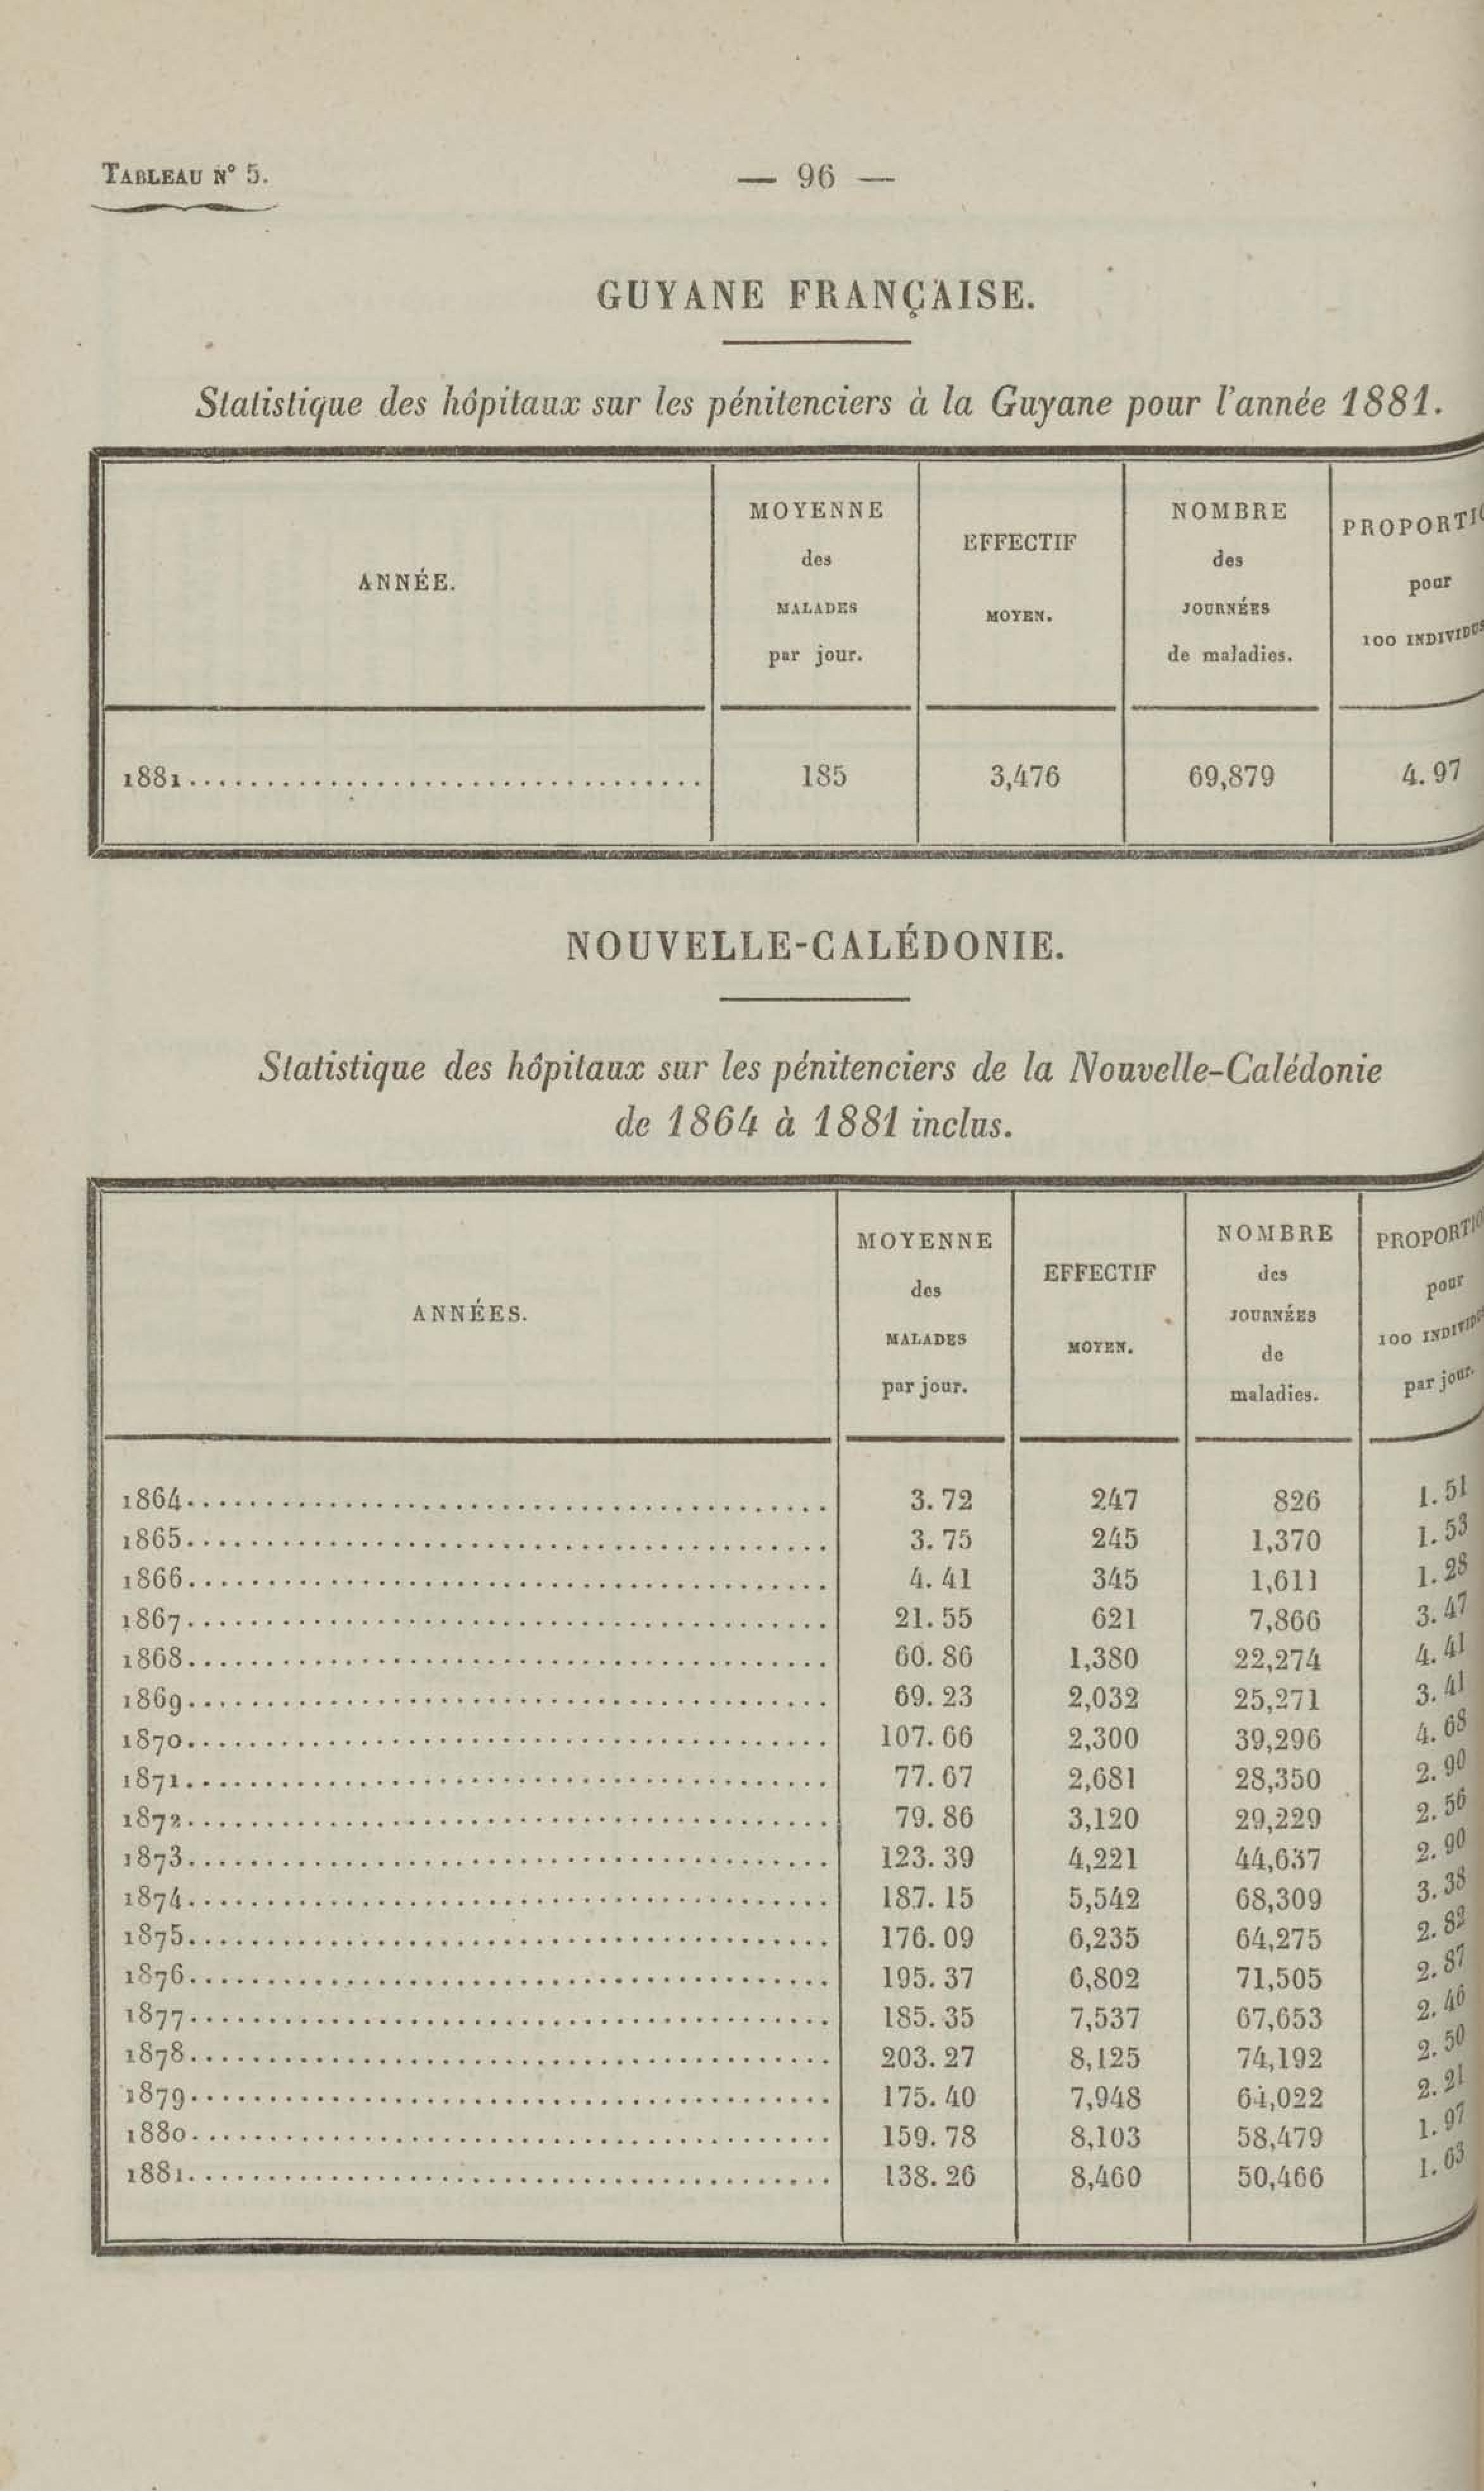 TABLEAU N° 5.
— 96 —
GUYANE FRANÇAISE.
Statistique des hôpitaux sur les pénitenciers à la Guyane pour l'année 1881.
ANNÉE. MOYENNE des MALADES par jour. EFFECTIF MOYEN. NOMBRE des JOURNÉES de maladies. PROPORTIO pour 100 INDIVIDUS
1881 185 3,476 69,879 4.97
NOUVELLE-CALÉDONIE.
Statistique des hôpitaux sur les pénitenciers de la Nouvelle-Calédonie
de 1864 à 1881 inclus.
ANNÉES. MOYENNE des MALADES par jour. EFFECTIF MOYEN. NOMBRE des JOURNÉES de maladies. PROPORTIO pour 100 INDIVIDUS par jour.
1864 3.72 247 826 1.51
1865 3.75 245 1,370 1.53
1866 4.41 345 1,611 1.28
1867 21.55 621 7,866 3.47
1868 60.86 1,380 22,274 4.41
1869 69.23 2,032 25,271 3.41
1870 107.66 2,300 39,296 4.68
1871 77.67 2,681 28,350 2.90
1872 79.86 3,120 29,229 2.56
1873 123.39 4,221 44,637 2.90
1874 187.15 5,542 68,309 3.38
1875 176.09 6,235 64,275 2.82
1876 195.37 6,802 71,505 2.87
1877 185.35 7,537 67,653 2.46
1878 203.27 8,125 74,192 2.50
1879 175.40 7,948 64,022 2.21
1880 159.78 8,103 58,479 1.97
1881 138.26 8,460 50,466 1.63